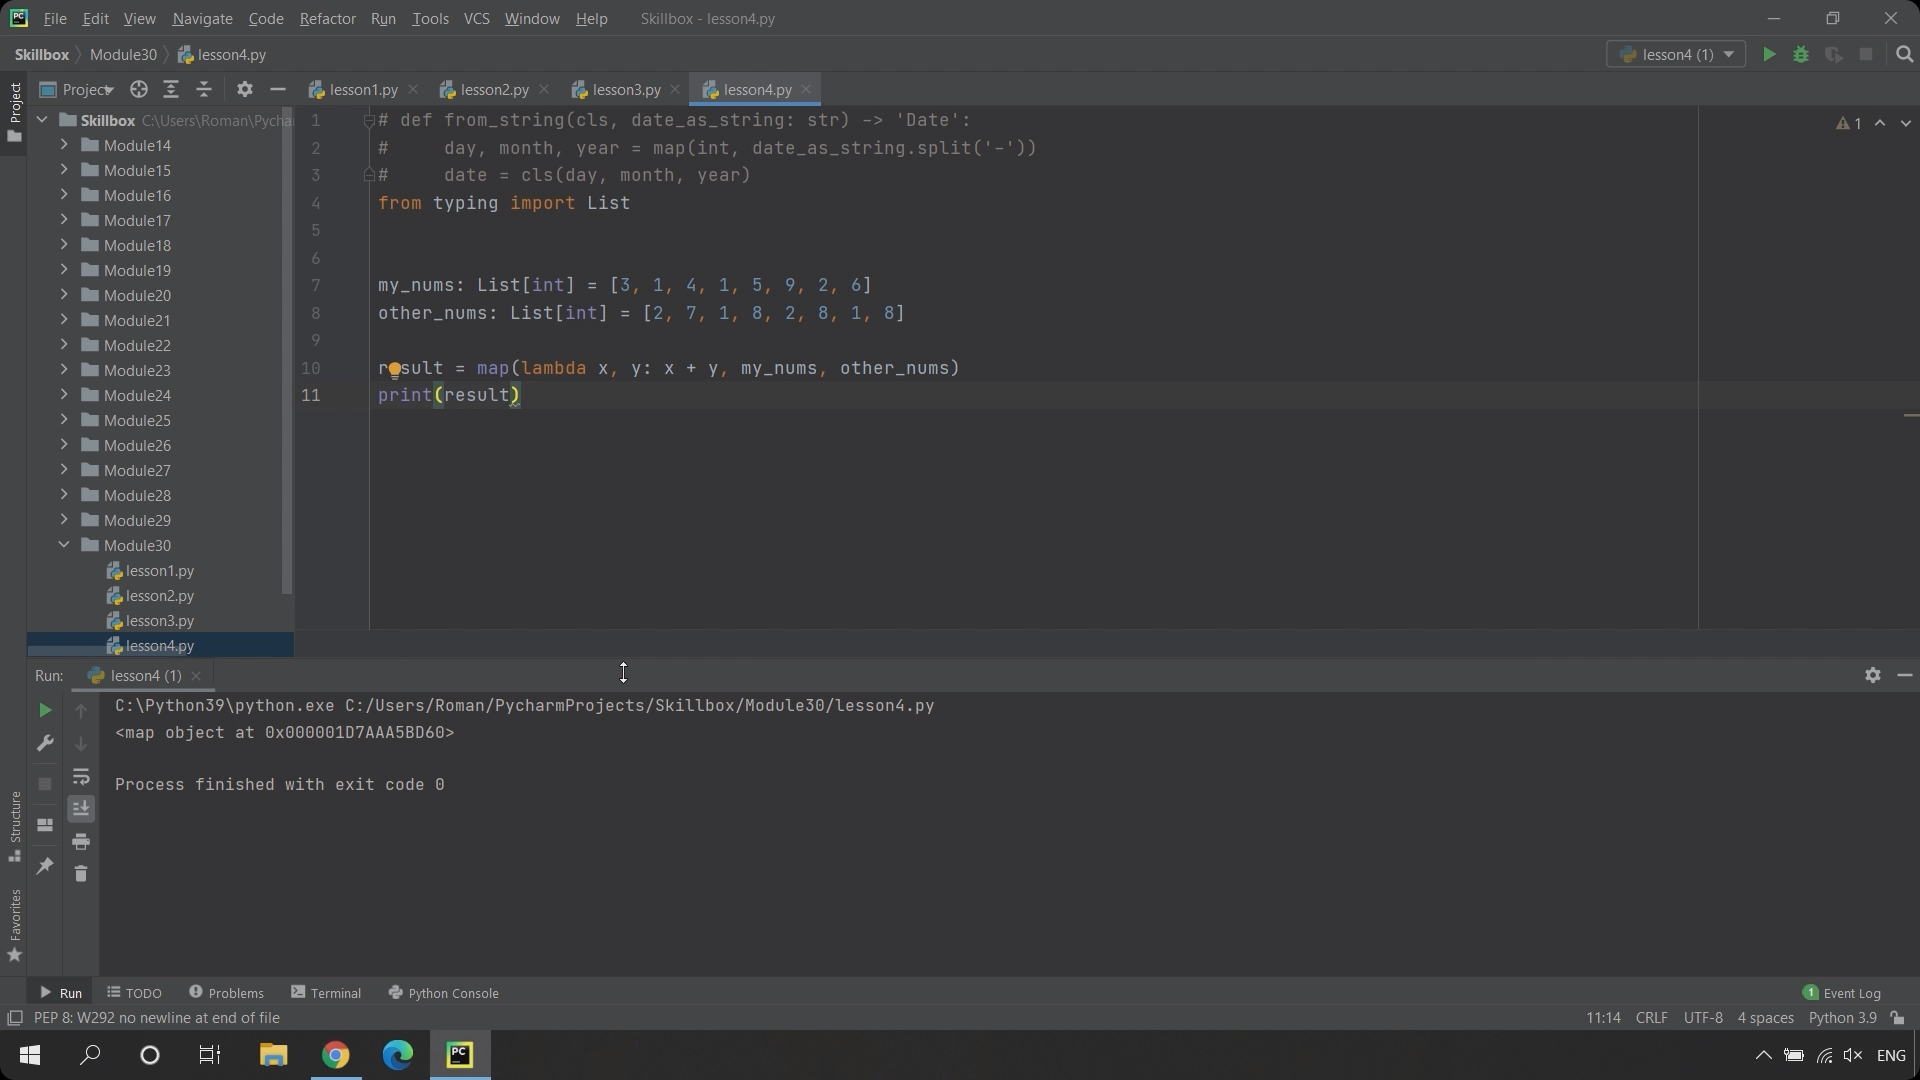 File Edit View Navigate Code Refactor Run Tools VCS Window Help Skillbox - lesson4.py
Skillbox Module30 lesson4.py lesson4 (1)
Project lesson1.py lesson2.py lesson3.py lesson4.py
Project
Skillbox C:\Users\Roman\Pycha
Module14
Module15
Module16
Module17
Module18
Module19
Module20
Module21
Module22
Module23
Module24
Module25
Module26
Module27
Module28
Module29
Module30
lesson1.py
lesson2.py
lesson3.py
lesson4.py
1 # def from_string(cls, date_as_string: str) -> 'Date':
2 #     day, month, year = map(int, date_as_string.split('-'))
3 #     date = cls(day, month, year)
4 from typing import List
5
6
7 my_nums: List[int] = [3, 1, 4, 1, 5, 9, 2, 6]
8 other_nums: List[int] = [2, 7, 1, 8, 2, 8, 1, 8]
9
10 result = map(lambda x, y: x + y, my_nums, other_nums)
11 print(result)
1
Run: lesson4 (1)
C:\Python39\python.exe C:/Users/Roman/PycharmProjects/Skillbox/Module30/lesson4.py
<map object at 0x000001D7AAA5BD60>
Process finished with exit code 0
Structure
Favorites
Run TODO Problems Terminal Python Console 1 Event Log
PEP 8: W292 no newline at end of file 11:14 CRLF UTF-8 4 spaces Python 3.9
PC ENG